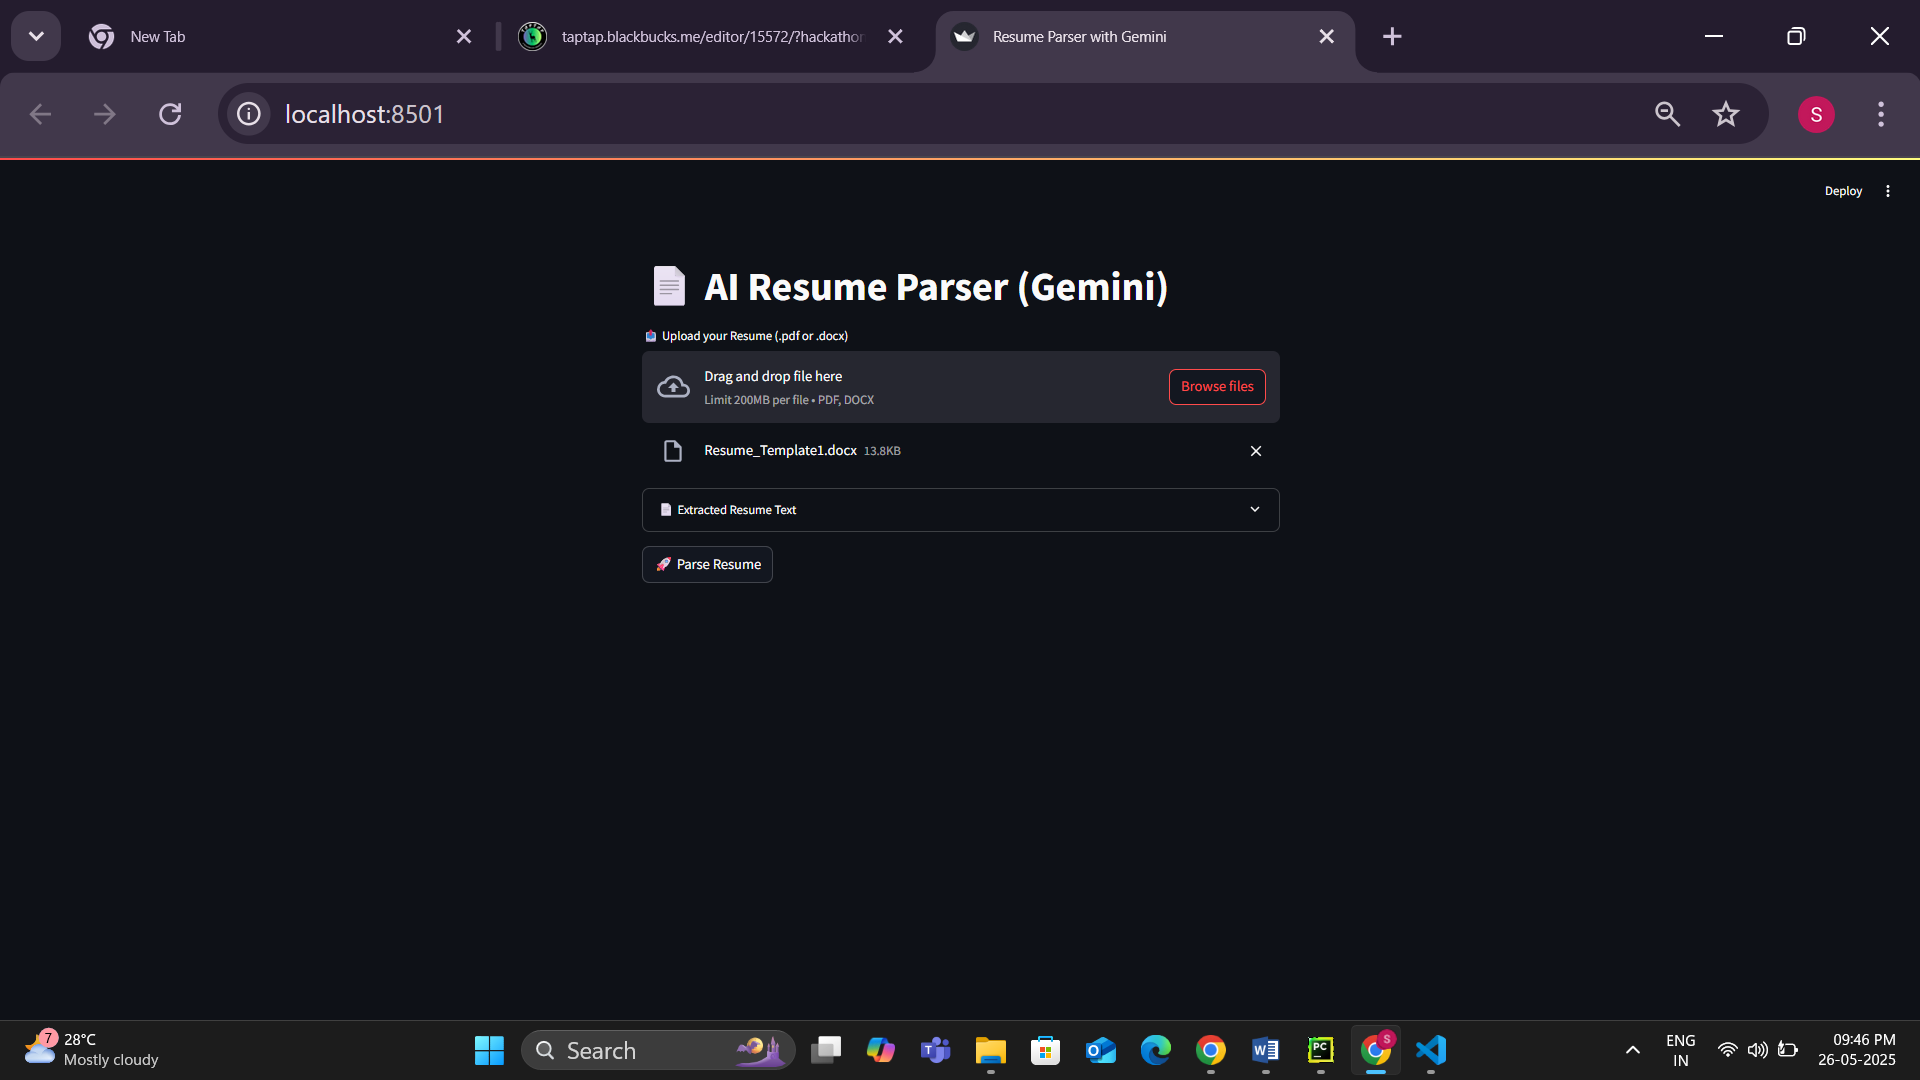 New Tab
taptap.blackbucks.me/editor/15572/?hackathon
Resume Parser with Gemini
localhost:8501
S
Deploy
AI Resume Parser (Gemini)
Upload your Resume (.pdf or .docx)
Drag and drop file here
Limit 200MB per file • PDF, DOCX
Browse files
Resume_Template1.docx 13.8KB
Extracted Resume Text
Parse Resume
7
28°C
Mostly cloudy
Search
ENG
IN
09:46 PM
26-05-2025